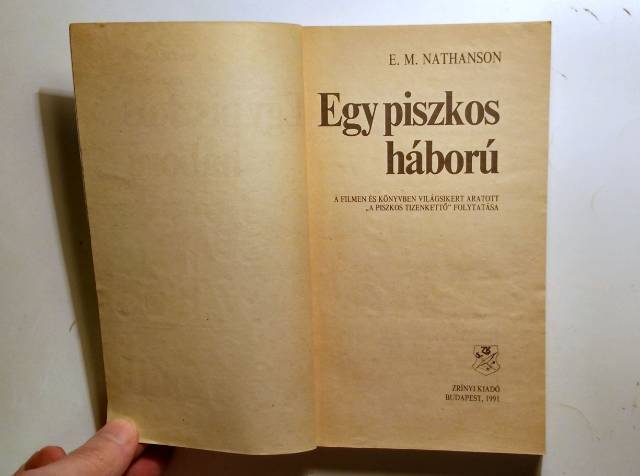 E. M. NATHANSON
Egy piszkos
háború
A FILMEN ÉS KÖNYVBEN VILÁGSIKERT ARATOTT
„A PISZKOS TIZENKETTŐ” FOLYTATÁSA
ZRÍNYI KIADÓ
BUDAPEST, 1991